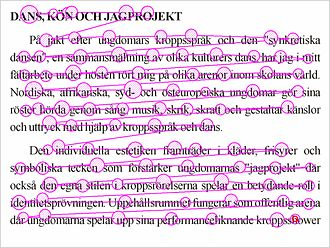 DANS, KÖN OCH JAGPROJEKT
På jakt efter ungdomars kroppsspråk och den "synkretiska
dansen", en sammansmältning av olika kulturers dans, har jag i mitt
fältarbete under hösten rört mig på olika arenor inom skolans värld.
Nordiska, afrikanska, syd- och östeuropeiska ungdomar gör sina
röster hörda genom sång, musik, skrik, skratt och gestaltar känslor
och uttryck med hjälp av kroppsspråk och dans.
Den individuella estetiken framträder i kläder, frisyrer och
symboliska tecken som förstärker ungdomarnas "jagprojekt" där
också den egna stilen i kroppsrörelserna spelar en betydande roll i
identitetsprövningen. Uppehållsrummet fungerar som offentlig arena
där ungdomarna spelar upp sina performanceliknande kroppsshower